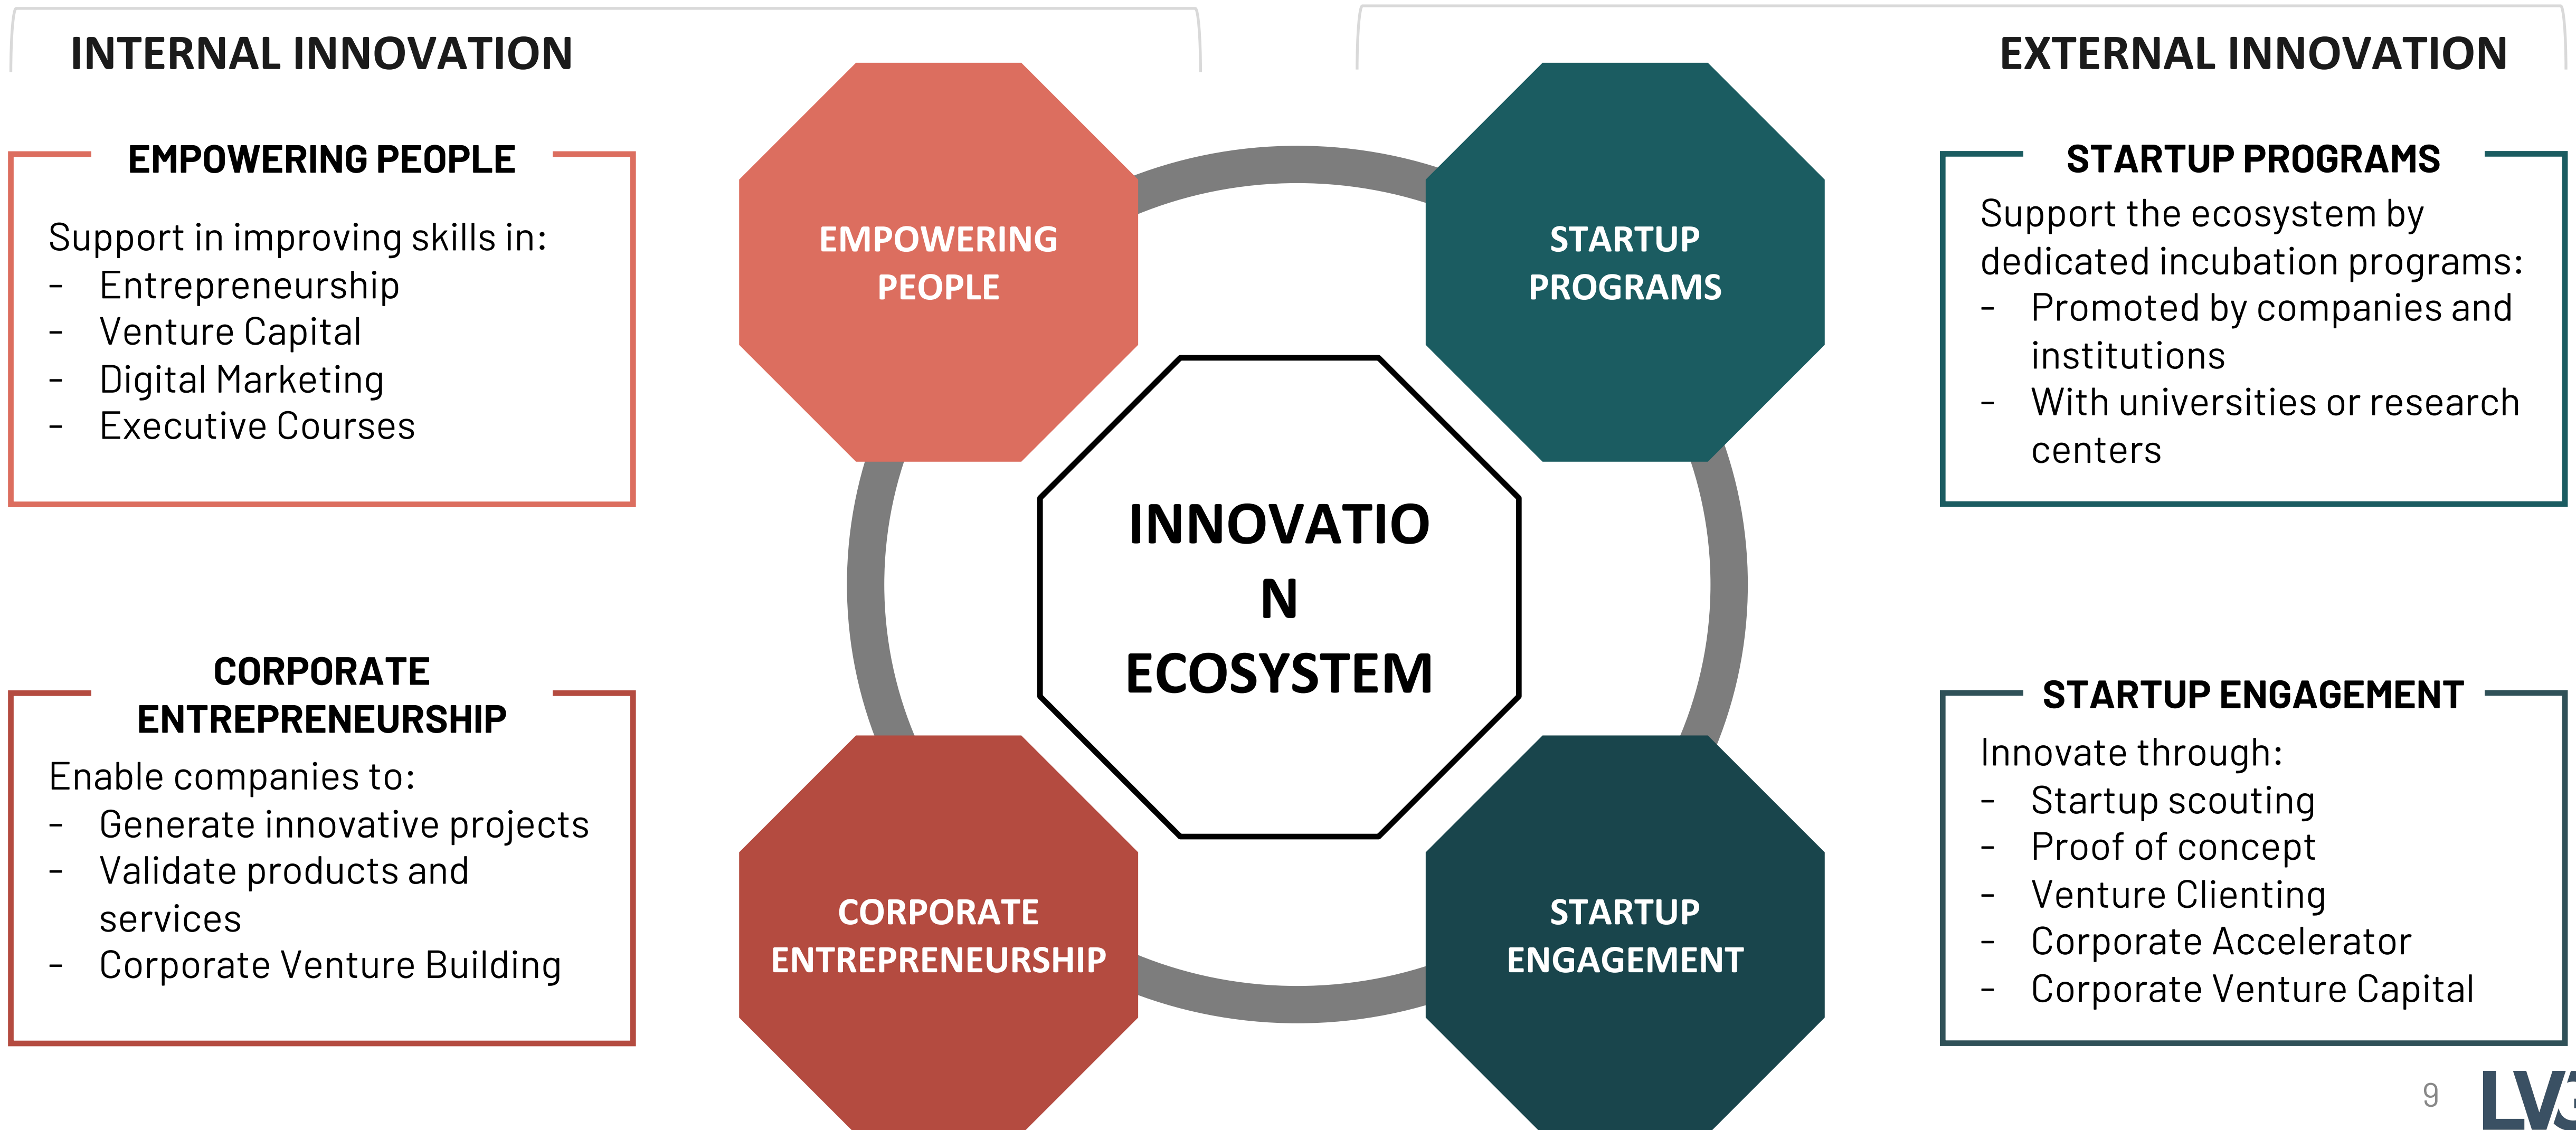 INTERNAL INNOVATION
EXTERNAL INNOVATION
EMPOWERING PEOPLE
Support in improving skills in:
- Entrepreneurship
- Venture Capital
- Digital Marketing
- Executive Courses
CORPORATE
ENTREPRENEURSHIP
Enable companies to:
- Generate innovative projects
- Validate products and
services
- Corporate Venture Building
EMPOWERING
PEOPLE
STARTUP
PROGRAMS
INNOVATIO
N
ECOSYSTEM
CORPORATE
ENTREPRENEURSHIP
STARTUP
ENGAGEMENT
STARTUP PROGRAMS
Support the ecosystem by
dedicated incubation programs:
- Promoted by companies and
institutions
- With universities or research
centers
STARTUP ENGAGEMENT
Innovate through:
- Startup scouting
- Proof of concept
- Venture Clienting
- Corporate Accelerator
- Corporate Venture Capital
9
LV3